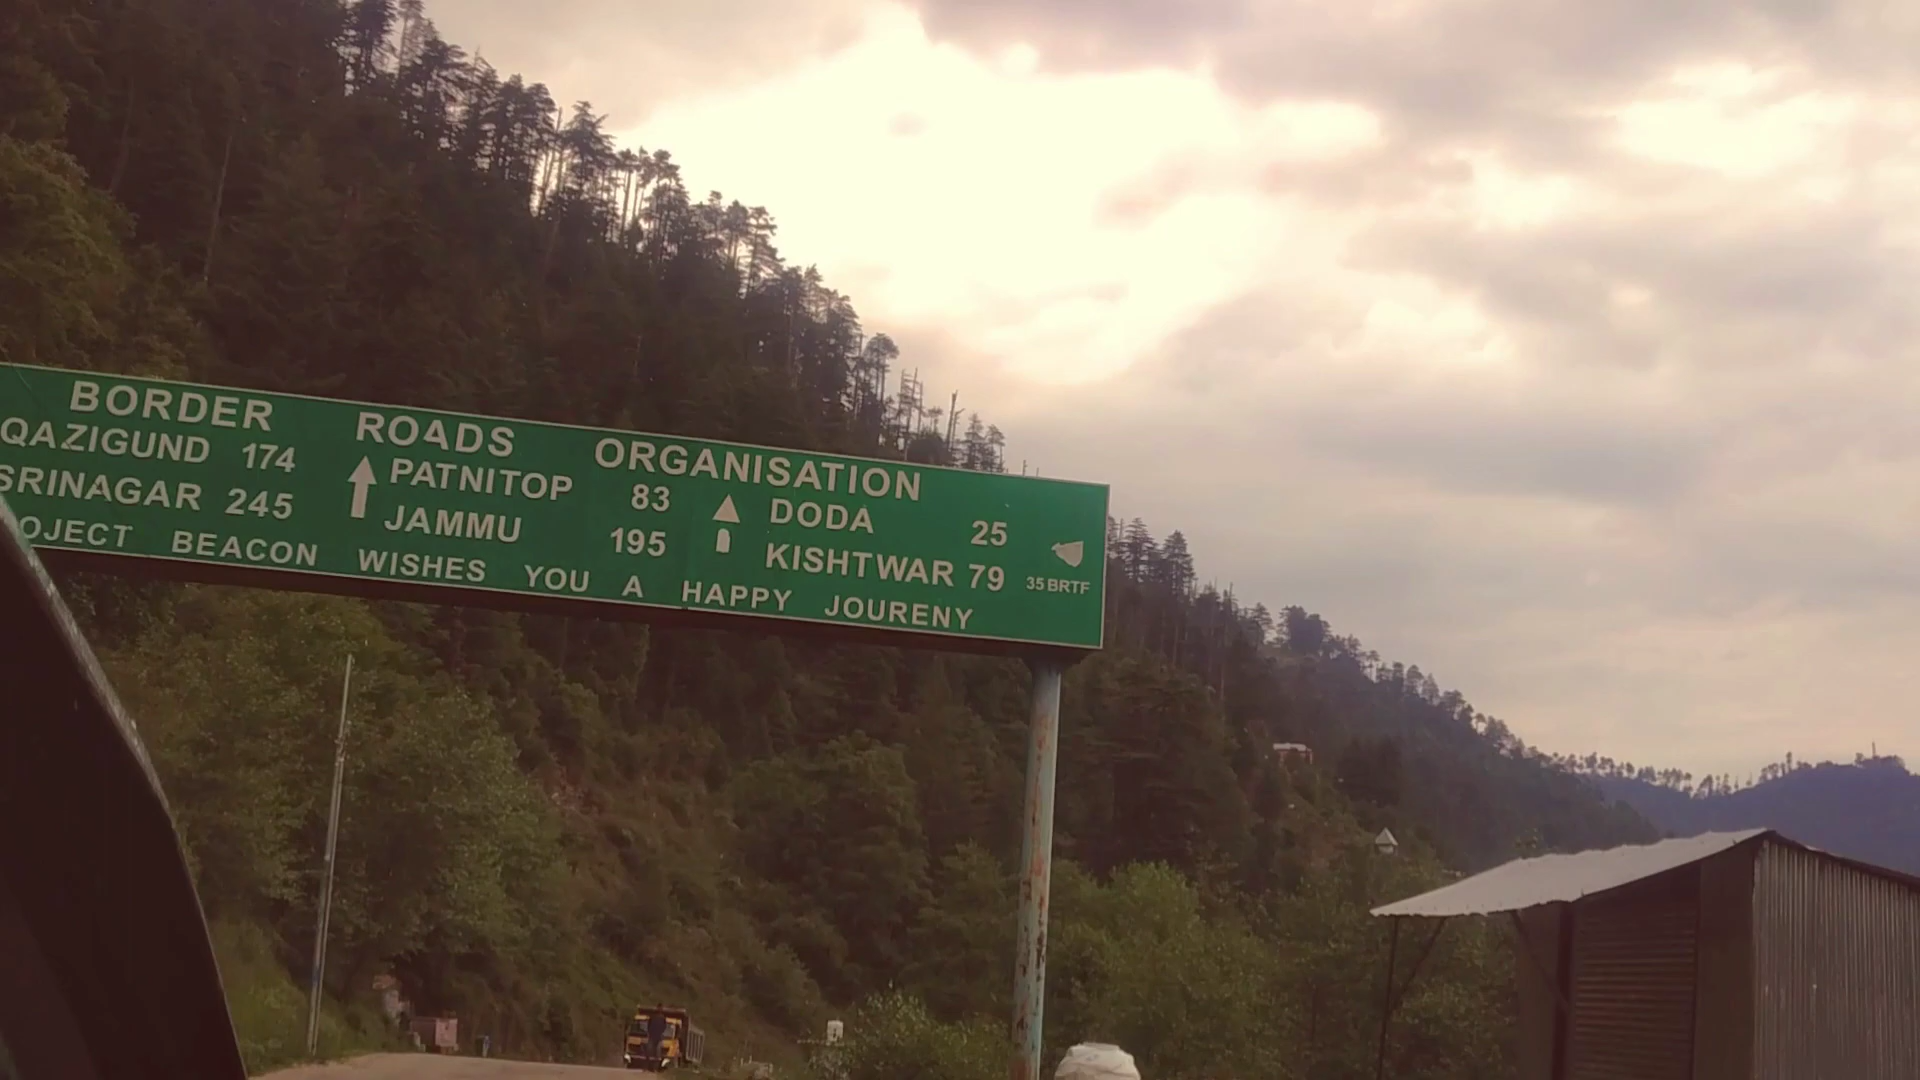 BORDER ROADS ORGANISATION
QAZIGUND 174 PATNITOP 83 DODA 25
SRINAGAR 245 JAMMU 195 KISHTWAR 79
35 BRTF
OJECT BEACON WISHES YOU A HAPPY JOURENY